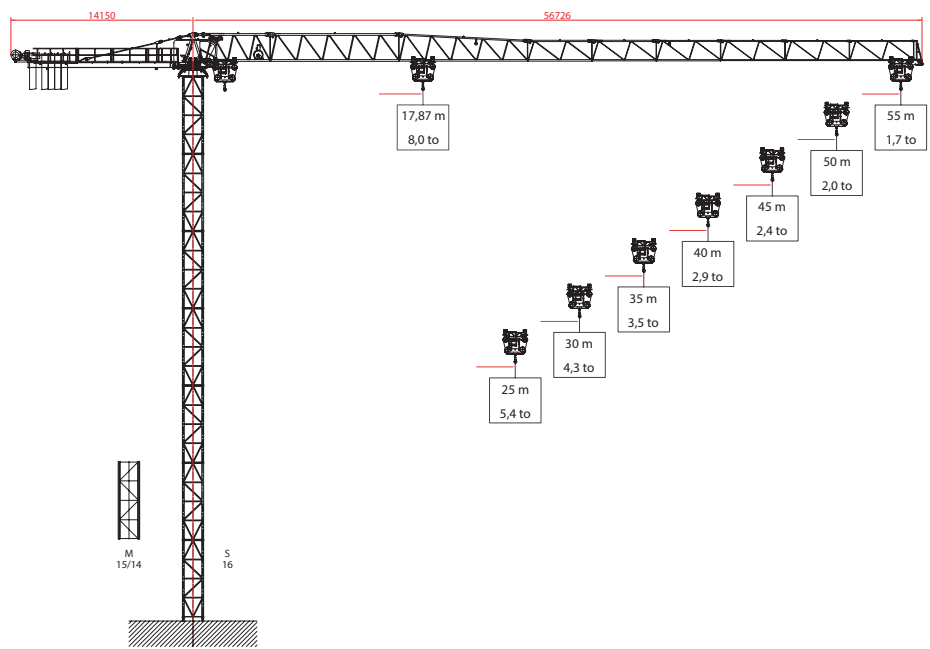 14150
56726
17,87 m
8,0 to
55 m
1,7 to
50 m
2,0 to
45 m
2,4 to
40 m
2,9 to
35 m
3,5 to
30 m
4,3 to
25 m
5,4 to
M
15/14
S
16